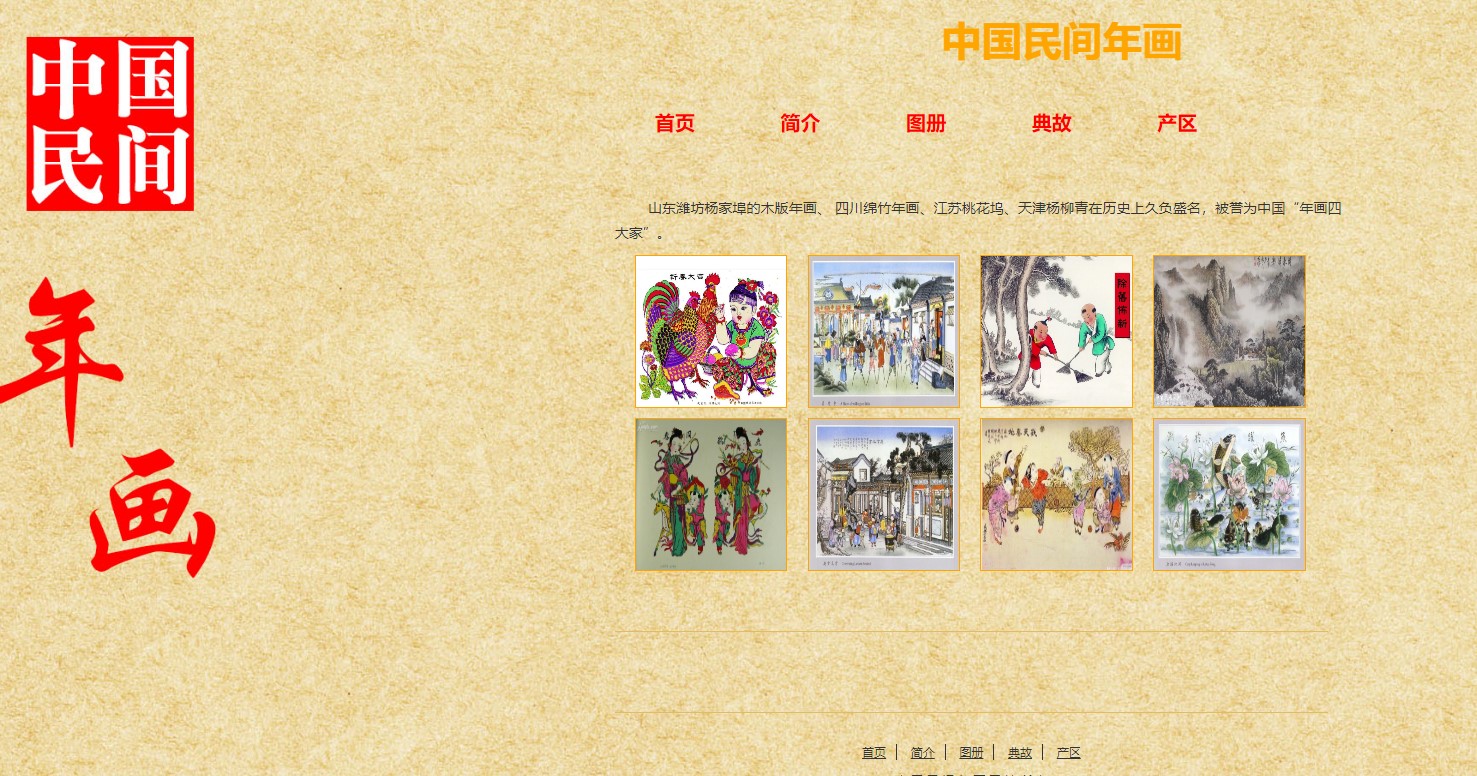 中国
民间
年
画
中国民间年画
首页 简介 图册 典故 产区
山东潍坊杨家埠的木版年画、 四川绵竹年画、江苏桃花坞、天津杨柳青在历史上久负盛名，被誉为中国“年画四
大家”。
首页 简介 图册 典故 产区